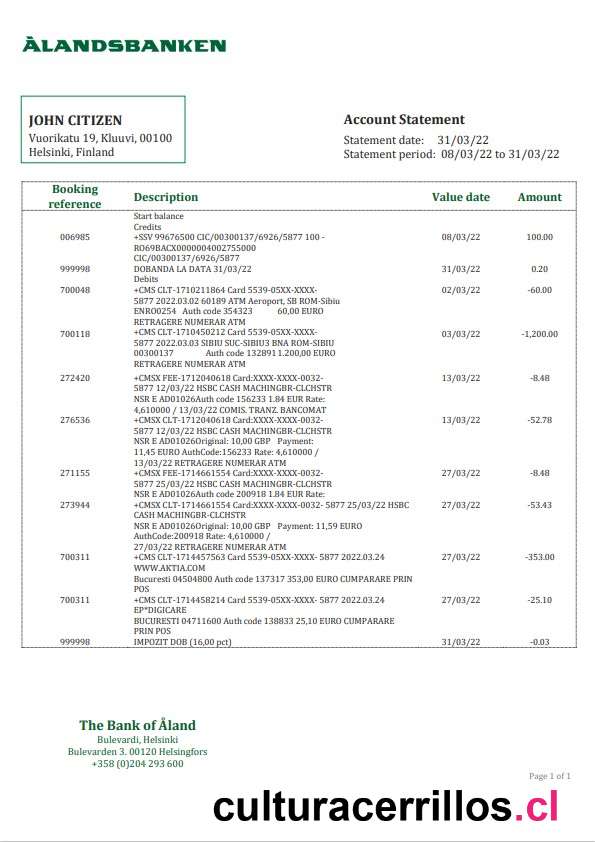 ÅLANDSBANKEN
JOHN CITIZEN
Vuorikatu 19, Kluuvi, 00100
Helsinki, Finland
Account Statement
Statement date: 31/03/22
Statement period: 08/03/22 to 31/03/22
Booking reference Description Value date Amount
Start balance
Credits
006985 +SSV 99676500 CIC/00300137/6926/5877 100 - 08/03/22 100.00
RO69BACX0000004002755000
CIC/00300137/6926/5877
999998 DOBANDA LA DATA 31/03/22 31/03/22 0.20
Debits
700048 +CMS CLT-1710211864 Card 5539-05XX-XXXX- 02/03/22 -60.00
5877 2022.03.02 60189 ATM Aeroport, SB ROM-Sibiu
ENRO0254 Auth code 354323 60,00 EURO
RETRAGERE NUMERAR ATM
700118 +CMS CLT-1710450212 Card 5539-05XX-XXXX- 03/03/22 -1,200.00
5877 2022.03.03 SIBIU SUC-SIBIU3 BNA ROM-SIBIU
00300137 Auth code 132891 1.200,00 EURO
RETRAGERE NUMERAR ATM
272420 +CMSX FEE-1712040618 Card:XXXX-XXXX-0032- 13/03/22 -8.48
5877 12/03/22 HSBC CASH MACHINGBR-CLCHSTR
NSR E AD01026Auth code 156233 1.84 EUR Rate:
4,610000 / 13/03/22 COMIS. TRANZ. BANCOMAT
276536 +CMSX CLT-1712040618 Card:XXXX-XXXX-0032- 13/03/22 -52.78
5877 12/03/22 HSBC CASH MACHINGBR-CLCHSTR
NSR E AD01026Original: 10,00 GBP Payment:
11,45 EURO AuthCode:156233 Rate: 4,610000 /
13/03/22 RETRAGERE NUMERAR ATM
271155 +CMSX FEE-1714661554 Card:XXXX-XXXX-0032- 27/03/22 -8.48
5877 25/03/22 HSBC CASH MACHINGBR-CLCHSTR
NSR E AD01026Auth code 200918 1.84 EUR Rate:
273944 +CMSX CLT-1714661554 Card:XXXX-XXXX-0032- 5877 25/03/22 HSBC 27/03/22 -53.43
CASH MACHINGBR-CLCHSTR
NSR E AD01026Original: 10,00 GBP Payment: 11,59 EURO
AuthCode:200918 Rate: 4,610000 /
27/03/22 RETRAGERE NUMERAR ATM
700311 +CMS CLT-1714457563 Card 5539-05XX-XXXX- 5877 2022.03.24 27/03/22 -353.00
WWW.AKTIA.COM
Bucuresti 04504800 Auth code 137317 353,00 EURO CUMPARARE PRIN
POS
700311 +CMS CLT-1714458214 Card 5539-05XX-XXXX- 5877 2022.03.24 27/03/22 -25.10
EP*DIGICARE
BUCURESTI 04711600 Auth code 138833 25,10 EURO CUMPARARE
PRIN POS
999998 IMPOZIT DOB (16,00 pct) 31/03/22 -0.03
The Bank of Åland
Bulevardi, Helsinki
Bulevarden 3. 00120 Helsingfors
+358 (0)204 293 600
Page 1 of 1
culturacerrillos.cl